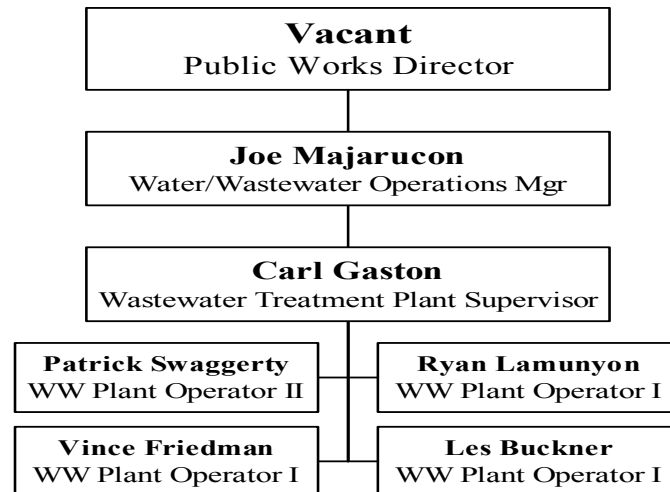 Vacant
Public Works Director
Joe Majarucon
Water/Wastewater Operations Mgr
Carl Gaston
Wastewater Treatment Plant Supervisor
Patrick Swaggerty
WW Plant Operator II
Ryan Lamunyon
WW Plant Operator I
Vince Friedman
WW Plant Operator I
Les Buckner
WW Plant Operator I